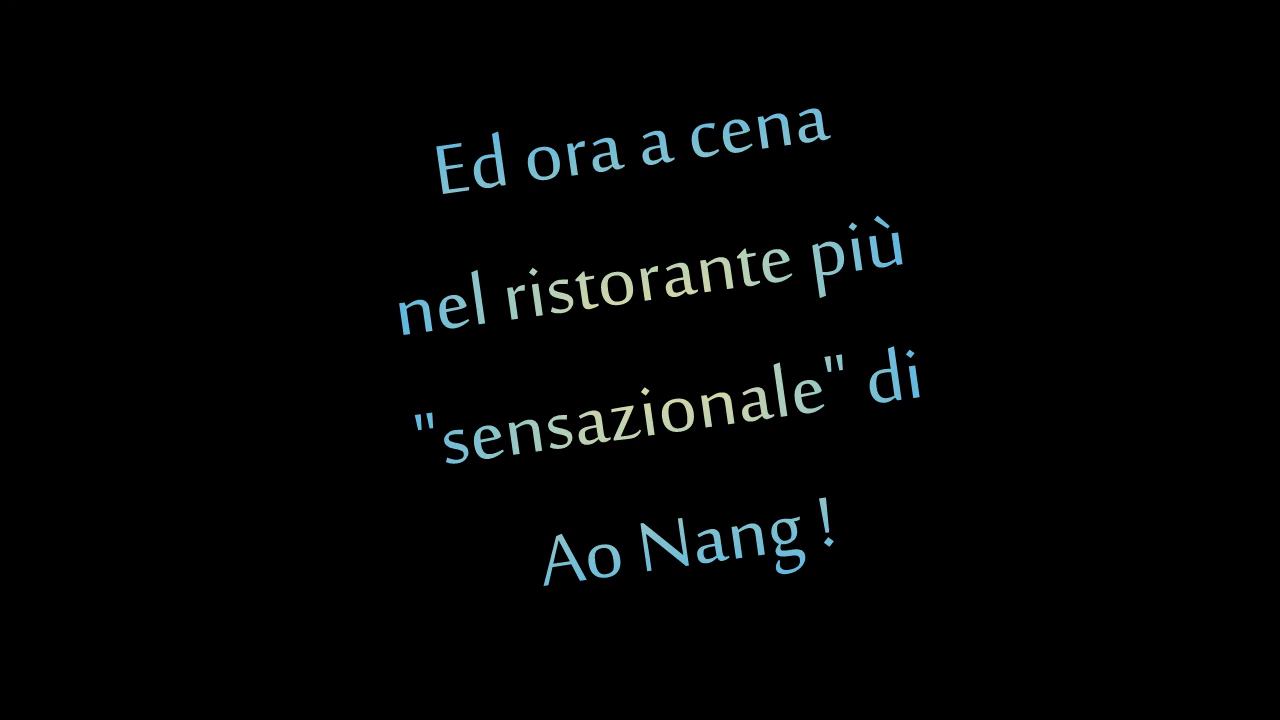 Ed ora a cena
nel ristorante più
"sensazionale" di
Ao Nang !